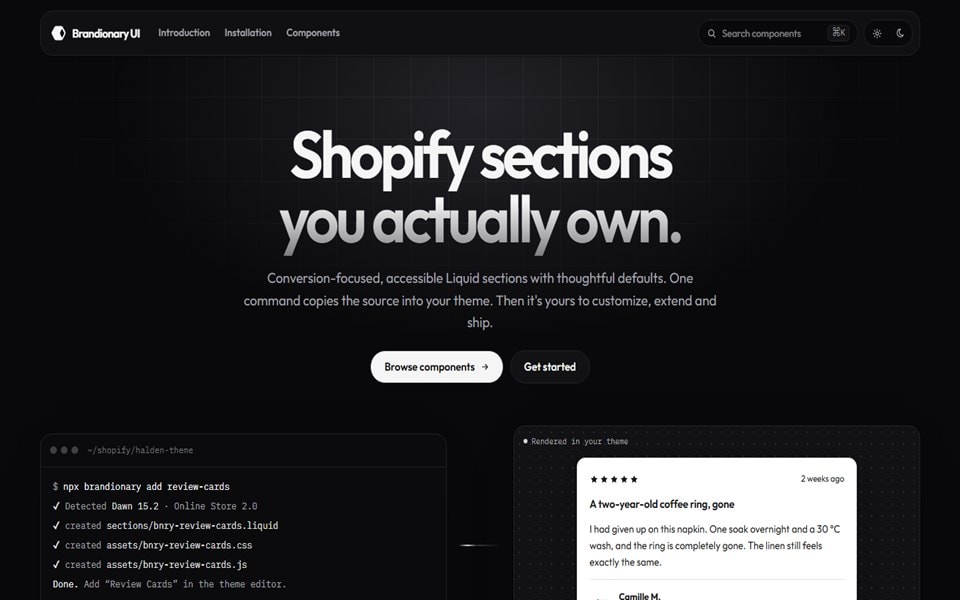 Brandionary UI Introduction Installation Components Search components ⌘K
Shopify sections
you actually own.
Conversion-focused, accessible Liquid sections with thoughtful defaults. One
command copies the source into your theme. Then it's yours to customize, extend and
ship.
Browse components → Get started
~/shopify/halden-theme
$ npx brandionary add review-cards
✓ Detected Dawn 15.2 · Online Store 2.0
✓ created sections/bnry-review-cards.liquid
✓ created assets/bnry-review-cards.css
✓ created assets/bnry-review-cards.js
Done. Add “Review Cards” in the theme editor.
Rendered in your theme
★★★★★ 2 weeks ago
A two-year-old coffee ring, gone
I had given up on this napkin. One soak overnight and a 30 °C
wash, and the ring is completely gone. The linen still feels
exactly the same.
Camille M.